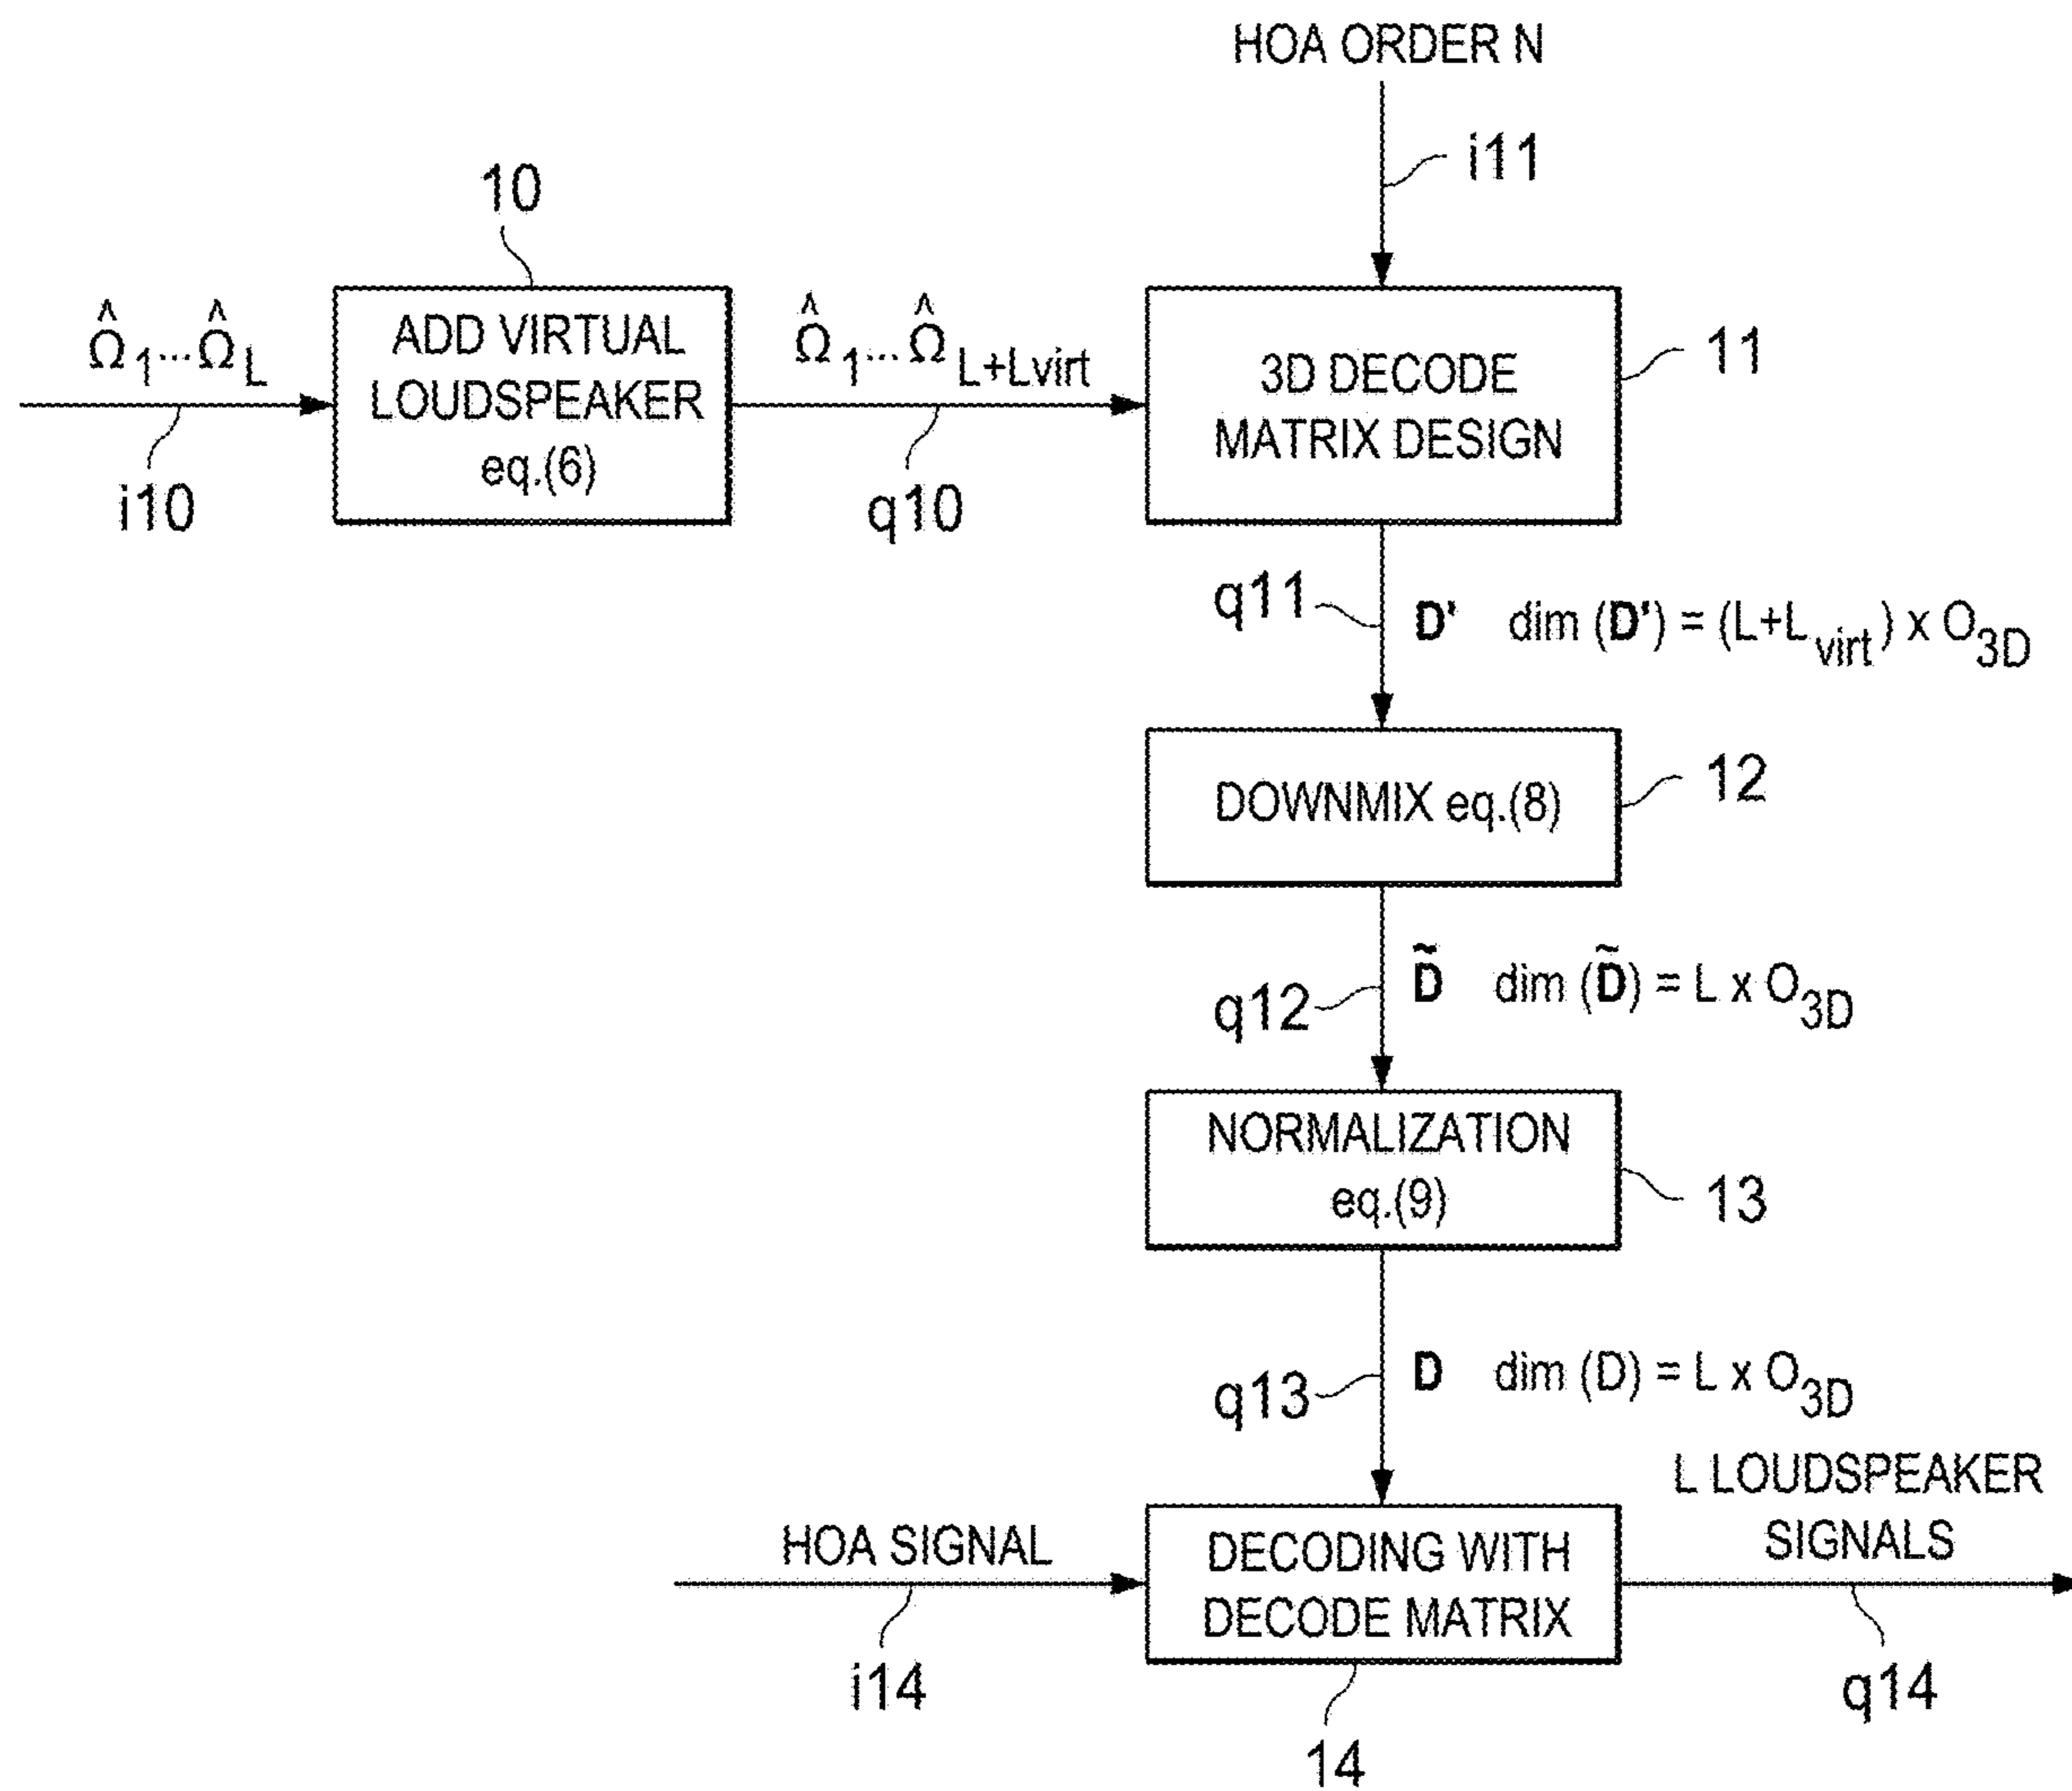 HOA ORDER N
i11
10
Ω̂1...Ω̂L
ADD VIRTUAL
LOUDSPEAKER
eq.(6)
Ω̂1...Ω̂L+Lvirt
3D DECODE
MATRIX DESIGN
11
i10
q10
q11
D' dim (D') = (L+Lvirt) x O3D
DOWNMIX eq.(8)
12
q12
D̃ dim (D̃) = L x O3D
NORMALIZATION
eq.(9)
13
q13
D dim (D) = L x O3D
HOA SIGNAL
DECODING WITH
DECODE MATRIX
L LOUDSPEAKER
SIGNALS
i14
q14
14